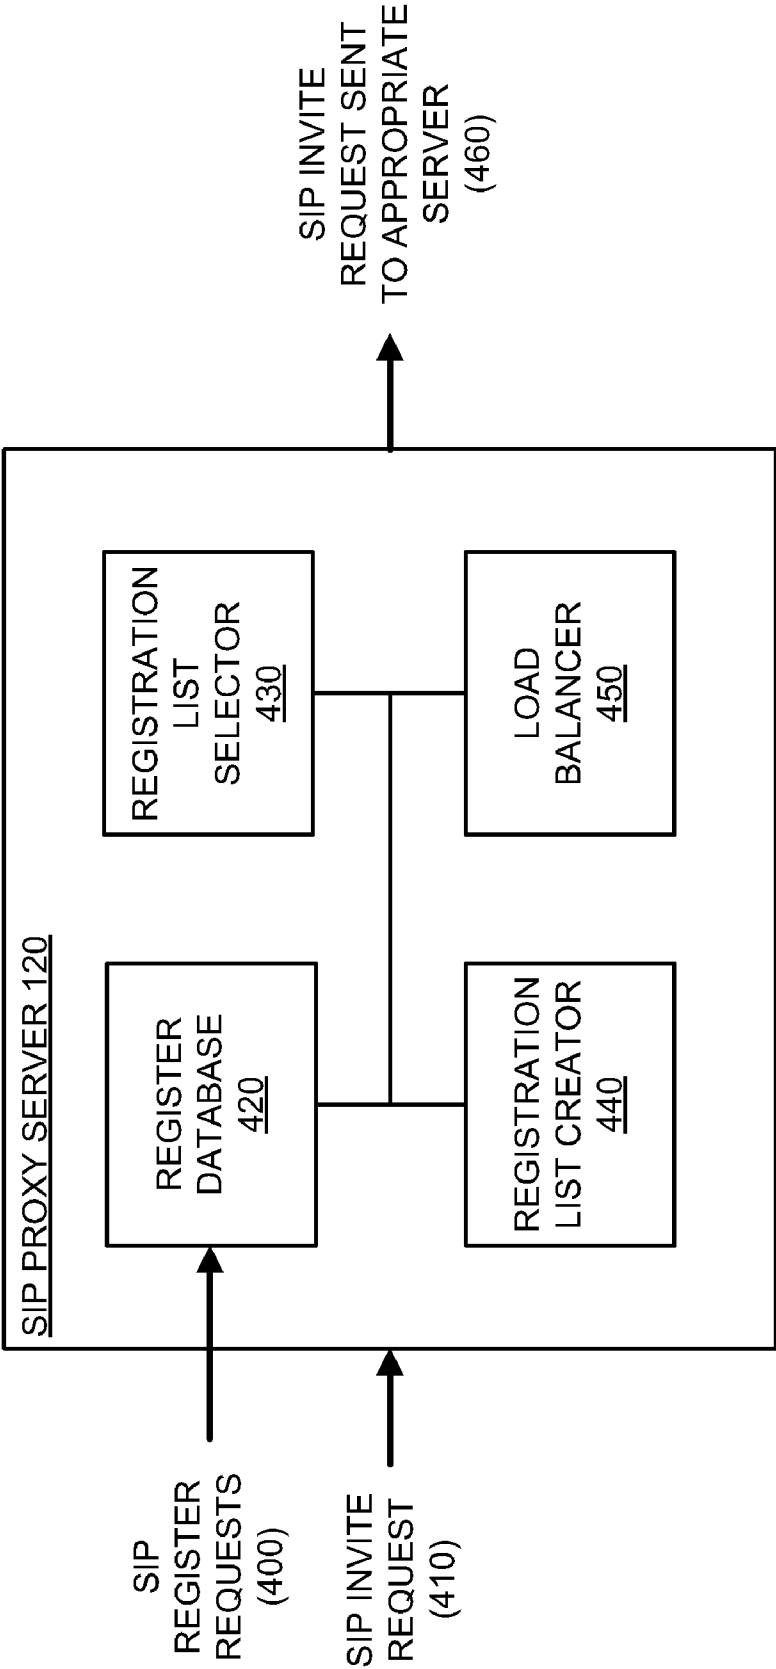 SIP PROXY SERVER 120
SIP
REGISTER
REQUESTS
(400)
SIP INVITE
REQUEST
(410)
REGISTER
DATABASE
420
REGISTRATION
LIST
SELECTOR
430
REGISTRATION
LIST CREATOR
440
LOAD
BALANCER
450
SIP INVITE
REQUEST SENT
TO APPROPRIATE
SERVER
(460)